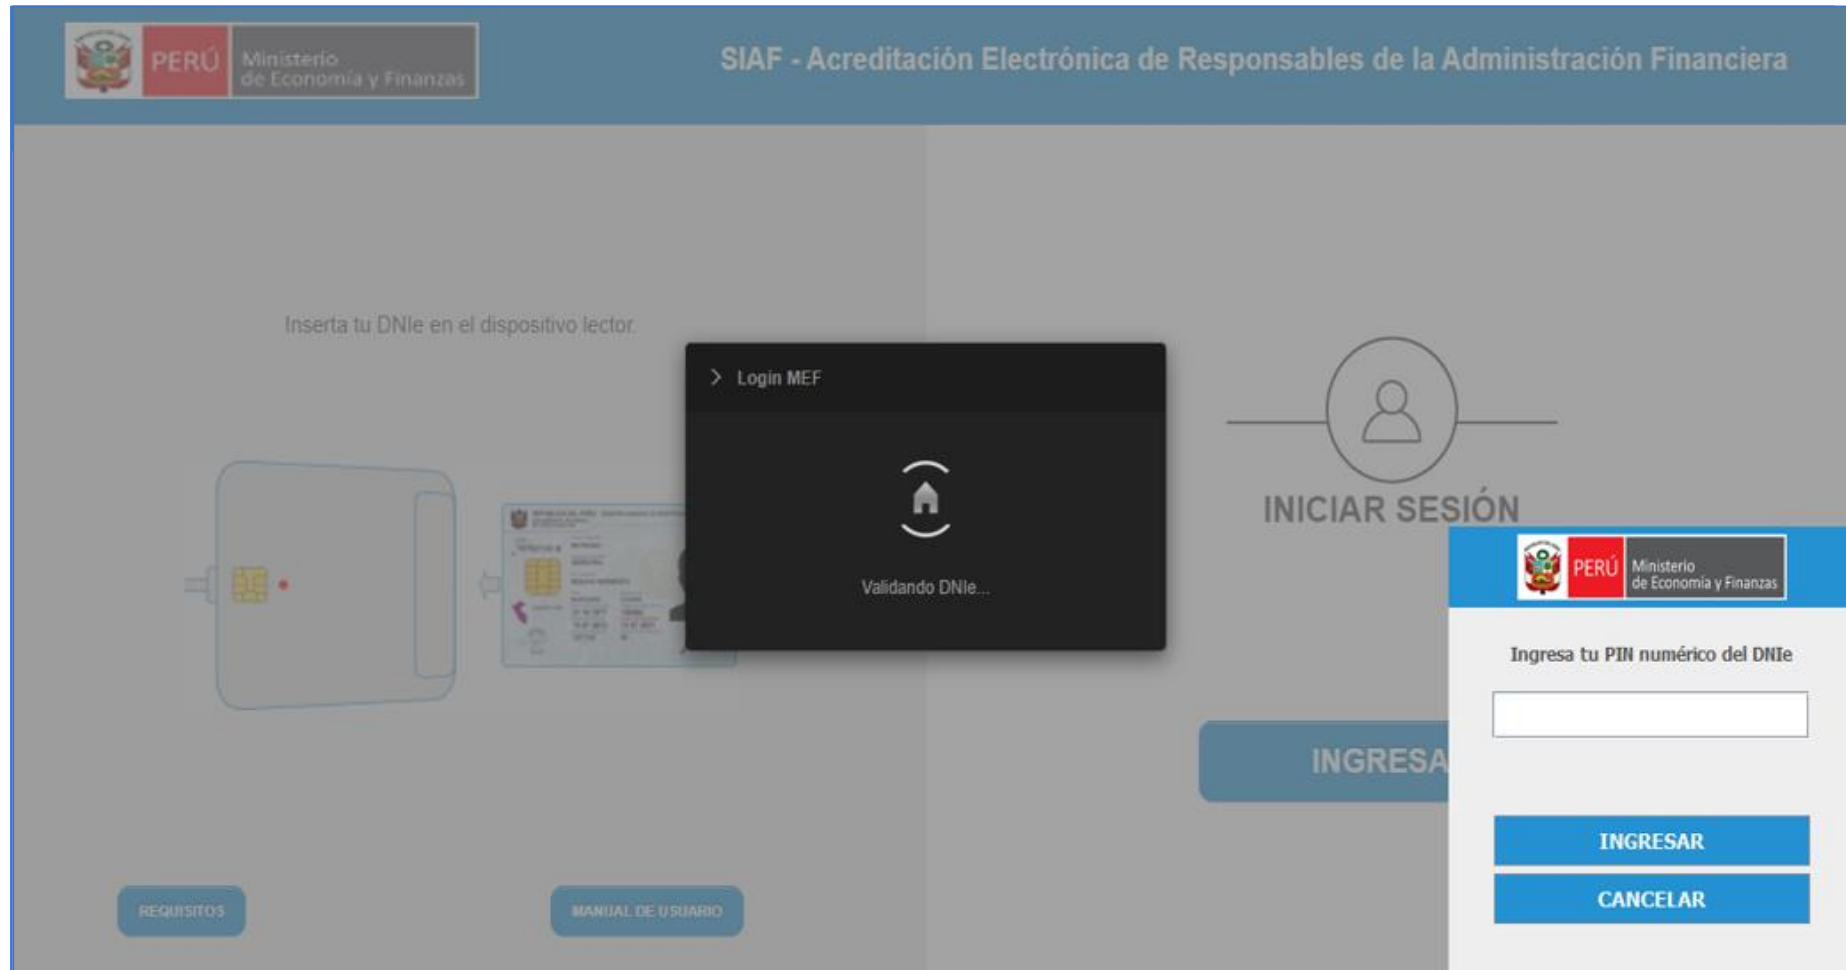 PERÚ
Ministerio
de Economía y Finanzas
SIAF - Acreditación Electrónica de Responsables de la Administración Financiera
Inserta tu DNIe en el dispositivo lector.
Login MEF
Validando DNIe...
INICIAR SESIÓN
INGRESA
REQUISITOS
MANUAL DE USUARIO
PERÚ
Ministerio
de Economía y Finanzas
Ingresa tu PIN numérico del DNIe
INGRESAR
CANCELAR